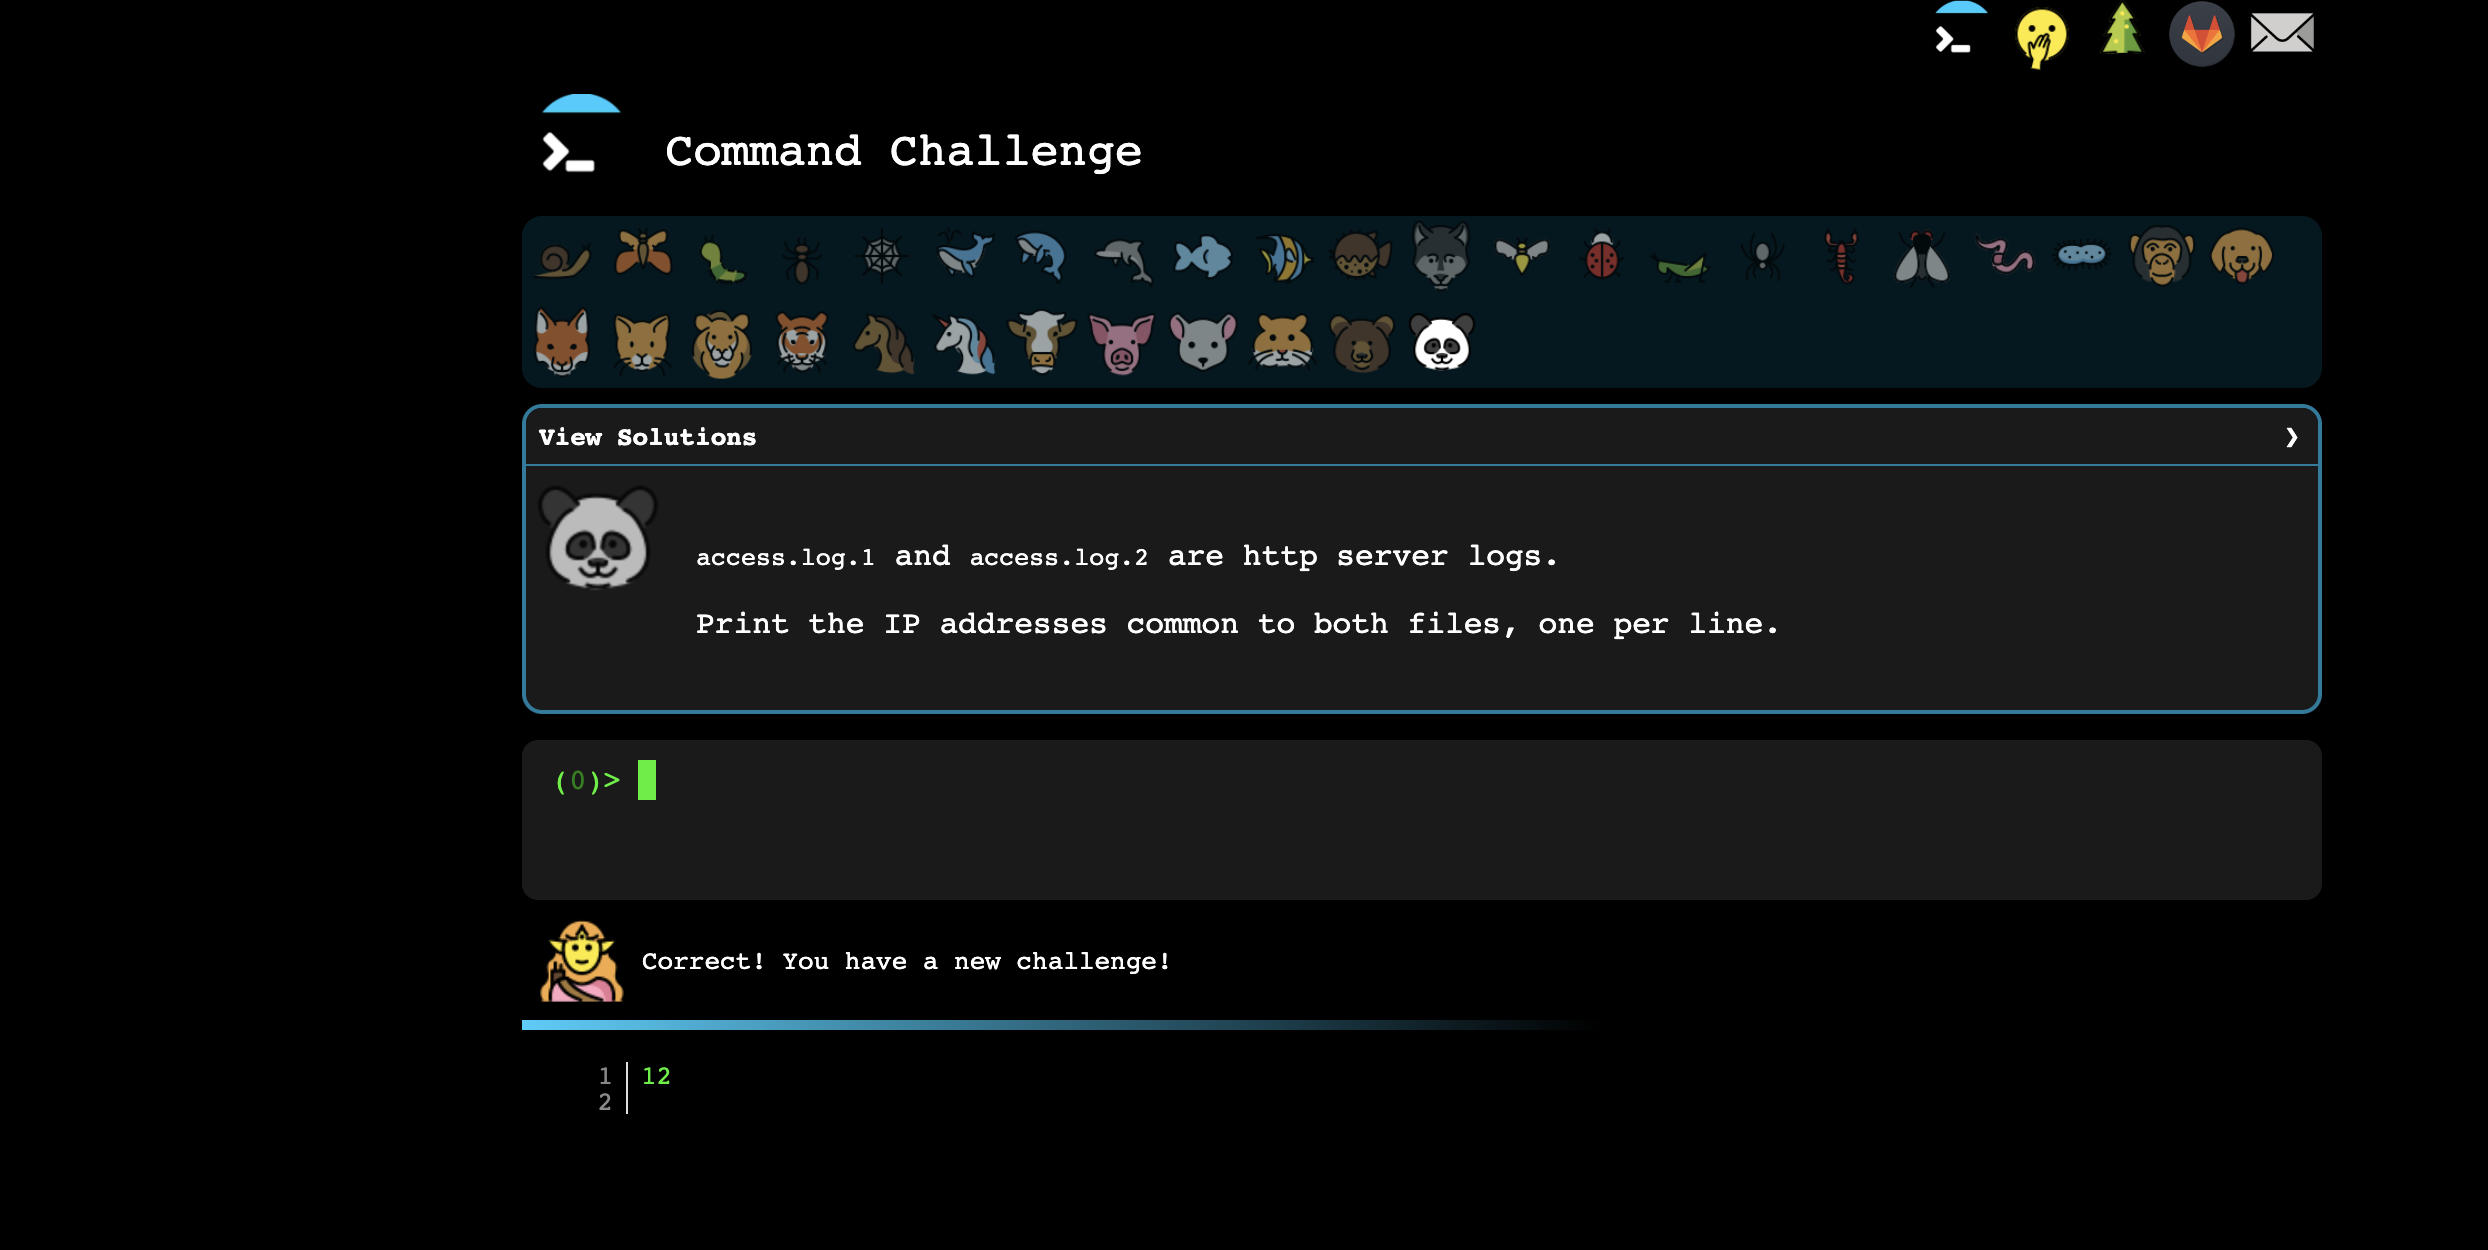 Command Challenge
View Solutions
access.log.1 and access.log.2 are http server logs.
Print the IP addresses common to both files, one per line.
(0)>
Correct! You have a new challenge!
1 12
2